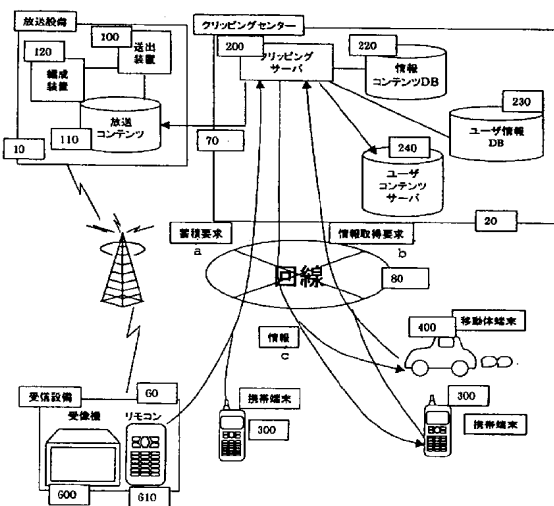 放送設備
クリッピングセンター
100
送出
装置
120
編成
装置
放送
コンテンツ
110
10
200
クリッピング
サーバ
220
情報
コンテンツDB
230
ユーザ情報
DB
240
ユーザ
コンテンツ
サーバ
70
20
蓄積要求
a
情報取得要求
b
回線
80
情報
c
400
移動体端末
受信設備
60
受像機
リモコン
600
610
携帯端末
300
300
携帯端末